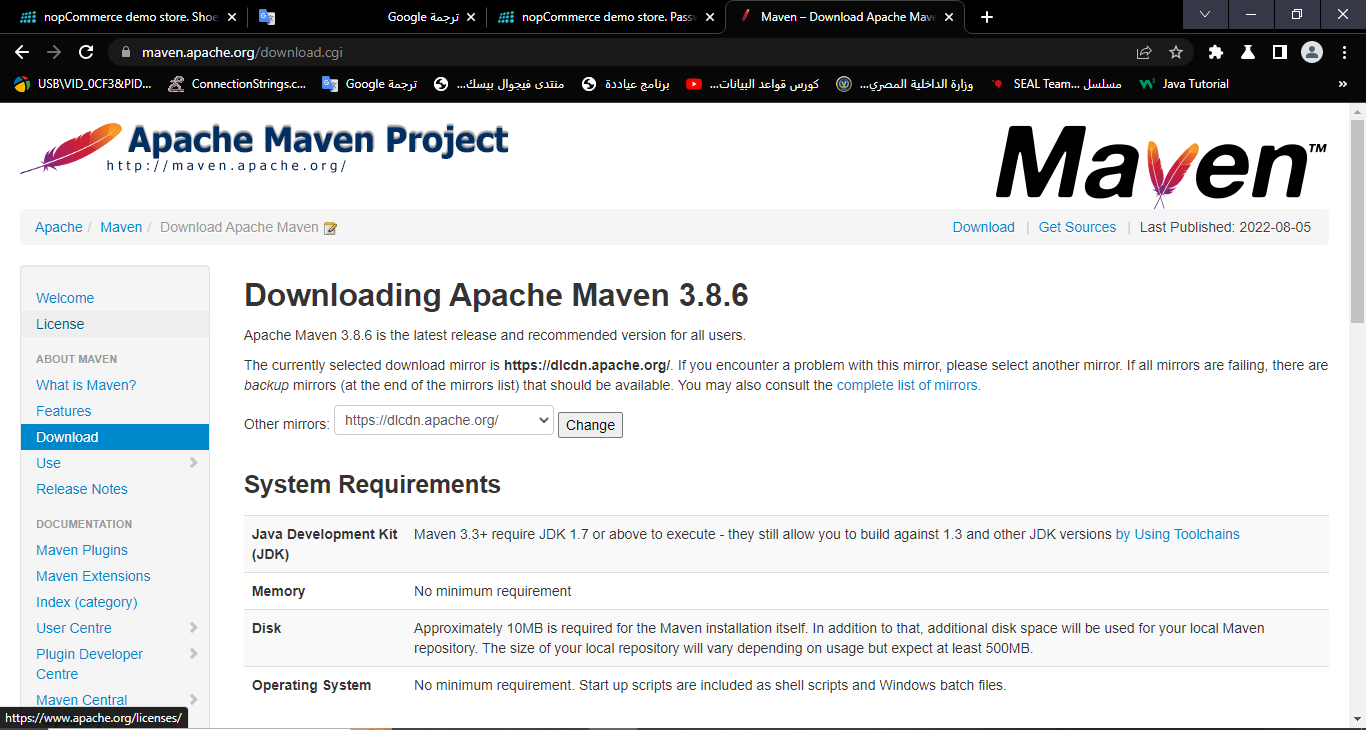 nopCommerce demo store. Shoe
ترجمة Google
nopCommerce demo store. Passw
Maven – Download Apache Mave
maven.apache.org/download.cgi
USB\VID_0CF3&PID...
ConnectionStrings.c...
ترجمة Google
منتدى فيجوال بيسك...
برنامج عياددة
كورس قواعد البيانات...
وزارة الداخلية المصري...
مسلسل SEAL Team...
Java Tutorial
»
Apache Maven Project
http://maven.apache.org/
Maven™
Apache / Maven / Download Apache Maven
Download | Get Sources | Last Published: 2022-08-05
Welcome
License
ABOUT MAVEN
What is Maven?
Features
Download
Use
Release Notes
DOCUMENTATION
Maven Plugins
Maven Extensions
Index (category)
User Centre
Plugin Developer
Centre
Maven Central
Downloading Apache Maven 3.8.6
Apache Maven 3.8.6 is the latest release and recommended version for all users.
The currently selected download mirror is https://dlcdn.apache.org/. If you encounter a problem with this mirror, please select another mirror. If all mirrors are failing, there are
backup mirrors (at the end of the mirrors list) that should be available. You may also consult the complete list of mirrors.
Other mirrors: https://dlcdn.apache.org/ Change
System Requirements
Java Development Kit (JDK)
Maven 3.3+ require JDK 1.7 or above to execute - they still allow you to build against 1.3 and other JDK versions by Using Toolchains
Memory
No minimum requirement
Disk
Approximately 10MB is required for the Maven installation itself. In addition to that, additional disk space will be used for your local Maven
repository. The size of your local repository will vary depending on usage but expect at least 500MB.
Operating System
No minimum requirement. Start up scripts are included as shell scripts and Windows batch files.
https://www.apache.org/licenses/